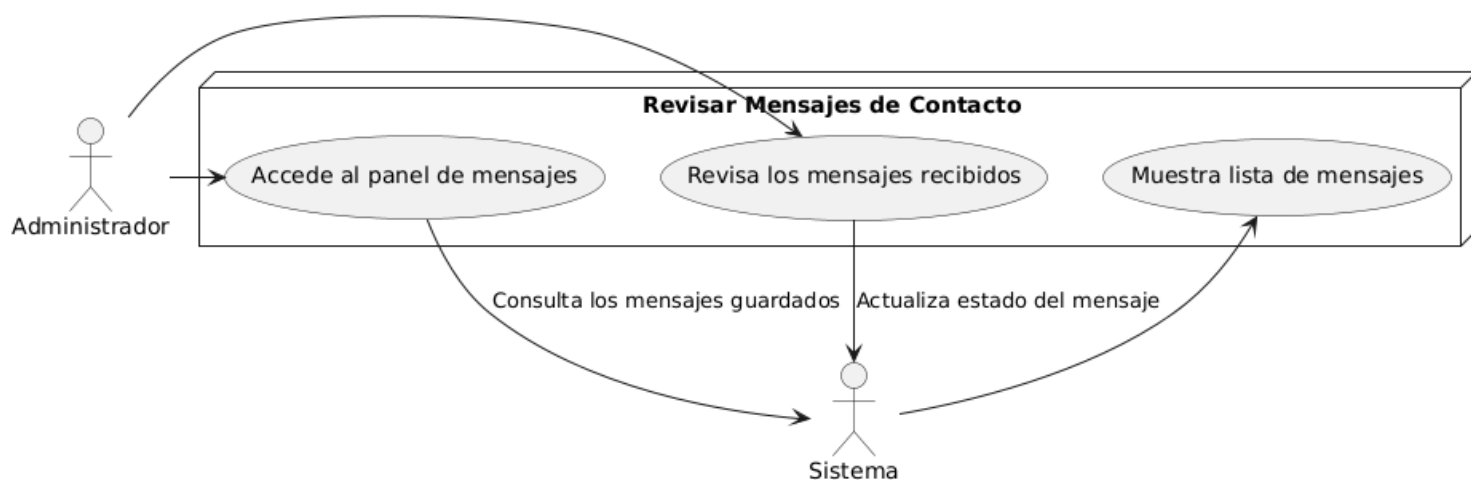 Revisar Mensajes de Contacto
Accede al panel de mensajes
Revisa los mensajes recibidos
Muestra lista de mensajes
Administrador
Consulta los mensajes guardados
Actualiza estado del mensaje
Sistema